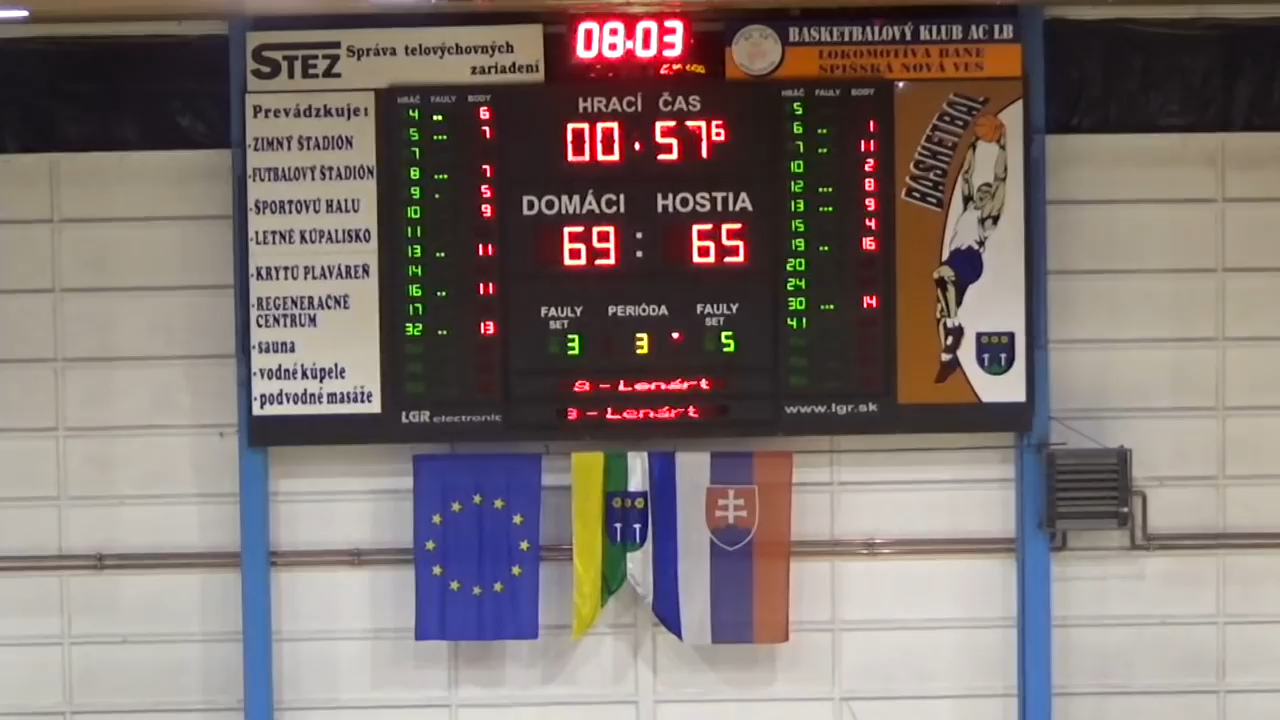 08:03
STEZ Správa telovýchovných
zariadení
BASKETBALOVÝ KLUB AC LB
LOKOMOTÍVA BANE
SPIŠSKÁ NOVÁ VES
Prevádzkuje:
-ZIMNÝ ŠTADIÓN
-FUTBALOVÝ ŠTADIÓN
-ŠPORTOVÚ HALU
-LETNÉ KÚPALISKO
-KRYTÚ PLAVÁREŇ
-REGENERAČNÉ
CENTRUM
-sauna
-vodné kúpele
-podvodné masáže
HRÁČ FAULY BODY
4 .. 6
5 ... 7
7
8 ... 7
9 . 5
10 9
11
13 .. 11
14
16 .. 11
17
32 .. 13
LGR electronic
HRACÍ ČAS
00:57 6
DOMÁCI HOSTIA
69 : 65
FAULY SET PERIÓDA FAULY SET
3 3 5
9 - Lenárt
9 - Lenárt
HRÁČ FAULY BODY
5
6 .. 1
7 .. 11
10 2
12 ... 8
13 ... 9
15 4
19 .. 16
20
24
30 ... 14
41
www.lgr.sk
BASKETBAL